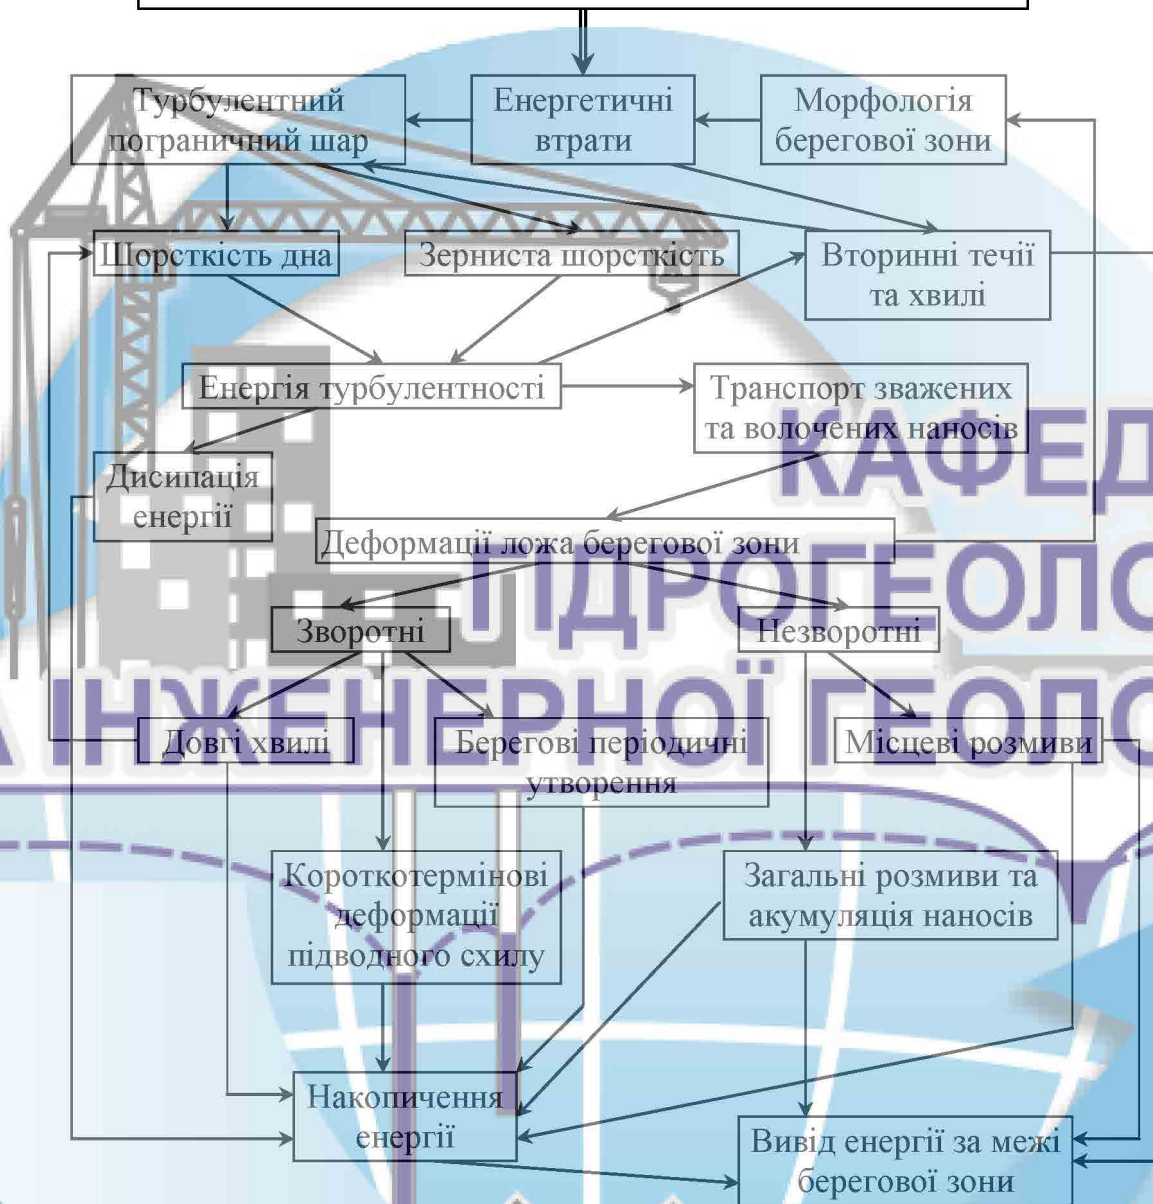 Турбулентний
пограничний шар
Енергетичні
втрати
Морфологія
берегової зони
Шорсткість дна
Зерниста шорсткість
Вторинні течії
та хвилі
Енергія турбулентності
Транспорт зважених
та волочених наносів
КАФЕД
Дисипація
енергії
Деформації ложа берегової зони
ГІДРОГЕОЛО
Зворотні
Незворотні
А ІНЖЕНЕРНОЇ ГЕОЛО
Довгі хвилі
Берегові періодичні
утворення
Місцеві розмиви
Короткотермінові
деформації
підводного схилу
Загальні розмиви та
акумуляція наносів
Накопичення
енергії
Вивід енергії за межі
берегової зони